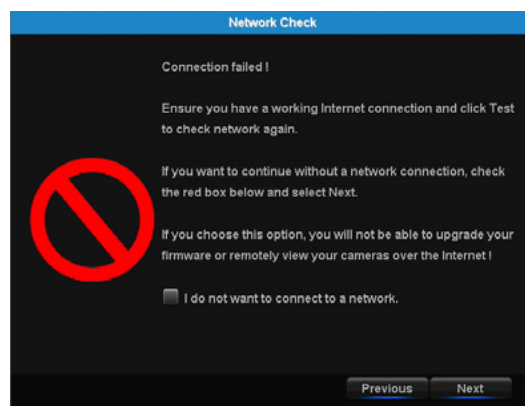 Network Check
Connection failed !
Ensure you have a working Internet connection and click Test
to check network again.
If you want to continue without a network connection, check
the red box below and select Next.
If you choose this option, you will not be able to upgrade your
firmware or remotely view your cameras over the Internet !
I do not want to connect to a network.
Previous Next